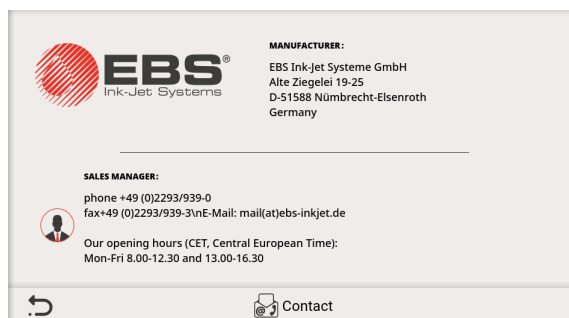 EBS®
Ink-Jet Systems
MANUFACTURER:
EBS Ink-Jet Systeme GmbH
Alte Ziegelei 19-25
D-51588 Nümbrecht-Elsenroth
Germany
SALES MANAGER:
phone +49 (0)2293/939-0
fax+49 (0)2293/939-3\nE-Mail: mail(at)ebs-inkjet.de
Our opening hours (CET, Central European Time):
Mon-Fri 8.00-12.30 and 13.00-16.30
@ Contact